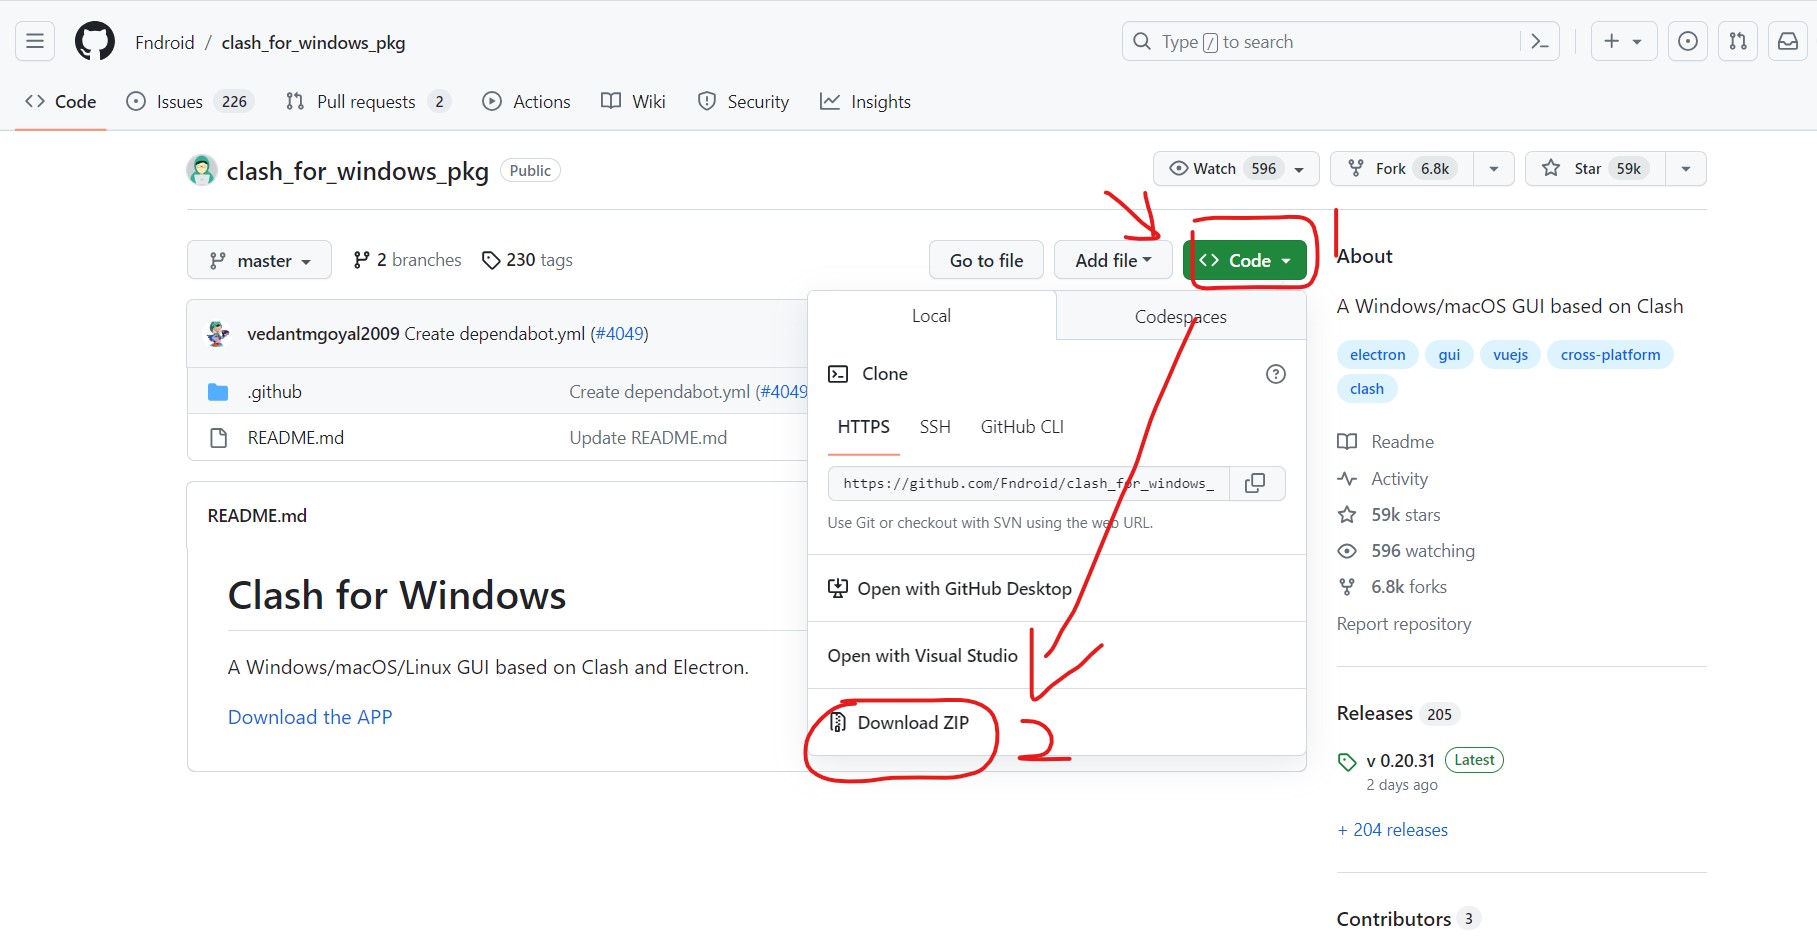 Fndroid / clash_for_windows_pkg
Type / to search
Code
Issues 226
Pull requests 2
Actions
Wiki
Security
Insights
clash_for_windows_pkg Public
Watch 596
Fork 6.8k
Star 59k
master
2 branches
230 tags
Go to file
Add file
Code
1
vedantmgoyal2009 Create dependabot.yml (#4049)
.github Create dependabot.yml (#4049
README.md Update README.md
README.md
Clash for Windows
A Windows/macOS/Linux GUI based on Clash and Electron.
Download the APP
Local
Codespaces
Clone
HTTPS SSH GitHub CLI
https://github.com/Fndroid/clash_for_windows_
Use Git or checkout with SVN using the web URL.
Open with GitHub Desktop
Open with Visual Studio
Download ZIP
2
About
A Windows/macOS GUI based on Clash
electron gui vuejs cross-platform
clash
Readme
Activity
59k stars
596 watching
6.8k forks
Report repository
Releases 205
v 0.20.31 Latest
2 days ago
+ 204 releases
Contributors 3